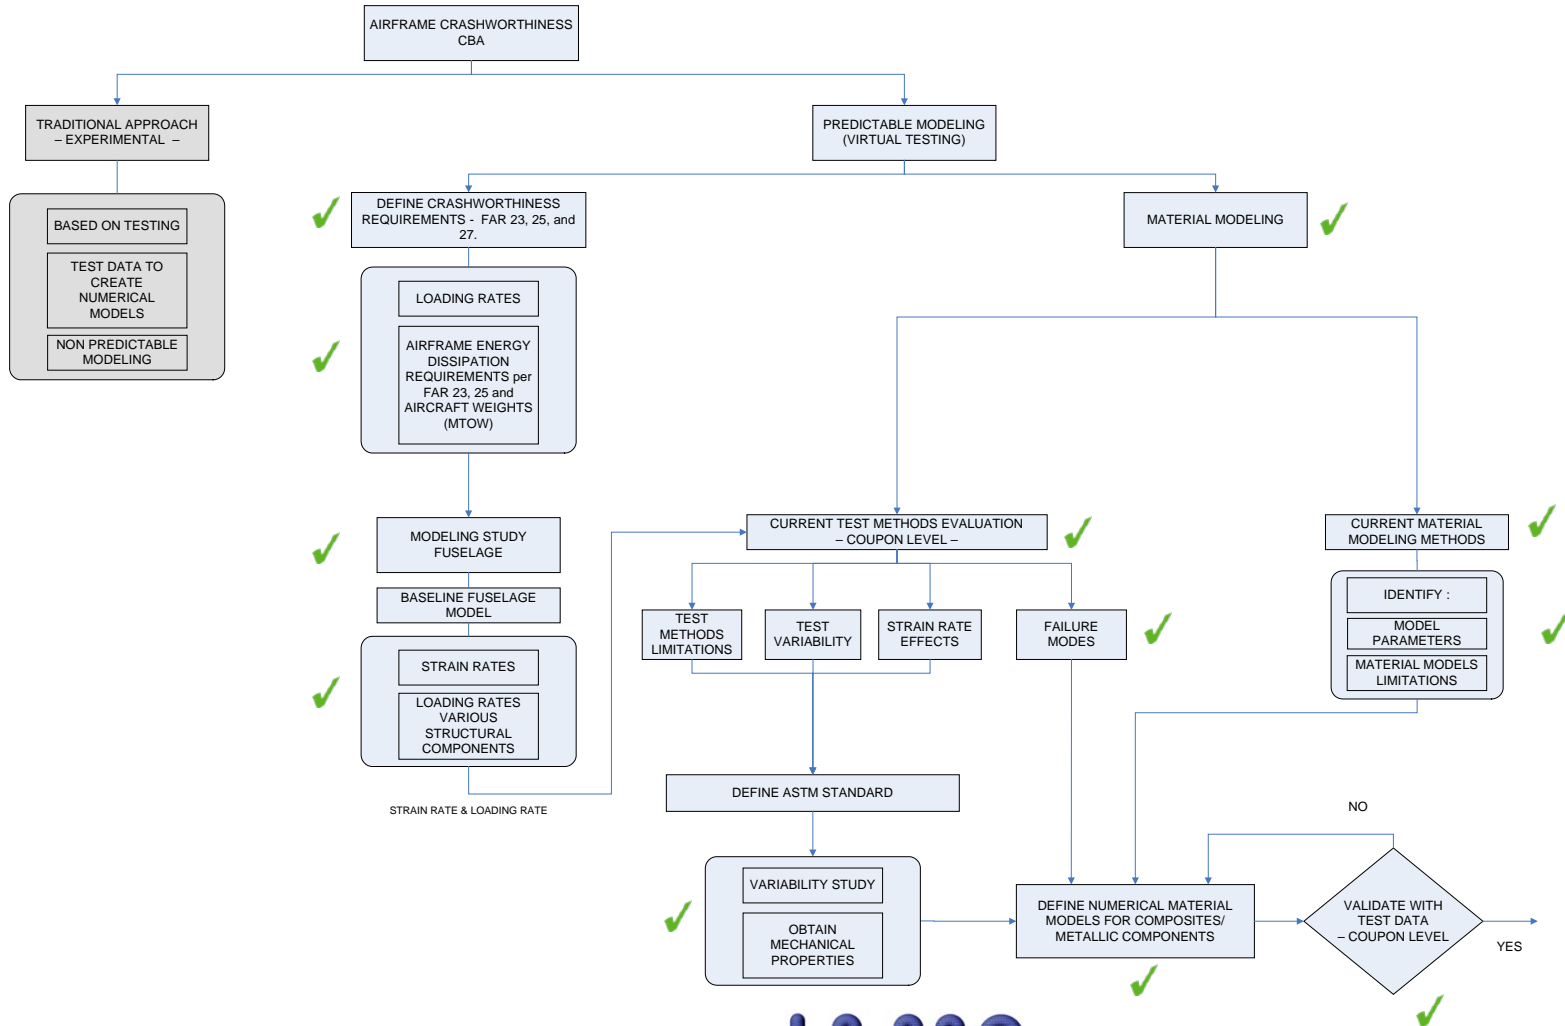 AIRFRAME CRASHWORTHINESS
CBA
TRADITIONAL APPROACH
– EXPERIMENTAL –
PREDICTABLE MODELING
(VIRTUAL TESTING)
BASED ON TESTING
TEST DATA TO
CREATE
NUMERICAL
MODELS
NON PREDICTABLE
MODELING
DEFINE CRASHWORTHINESS
REQUIREMENTS - FAR 23, 25, and
27.
MATERIAL MODELING
LOADING RATES
AIRFRAME ENERGY
DISSIPATION
REQUIREMENTS per
FAR 23, 25 and
AIRCRAFT WEIGHTS
(MTOW)
MODELING STUDY
FUSELAGE
BASELINE FUSELAGE
MODEL
STRAIN RATES
LOADING RATES
VARIOUS
STRUCTURAL
COMPONENTS
STRAIN RATE & LOADING RATE
CURRENT TEST METHODS EVALUATION
– COUPON LEVEL –
TEST
METHODS
LIMITATIONS
TEST
VARIABILITY
STRAIN RATE
EFFECTS
FAILURE
MODES
CURRENT MATERIAL
MODELING METHODS
IDENTIFY :
MODEL
PARAMETERS
MATERIAL MODELS
LIMITATIONS
DEFINE ASTM STANDARD
VARIABILITY STUDY
OBTAIN
MECHANICAL
PROPERTIES
DEFINE NUMERICAL MATERIAL
MODELS FOR COMPOSITES/
METALLIC COMPONENTS
NO
VALIDATE WITH
TEST DATA
– COUPON LEVEL
YES